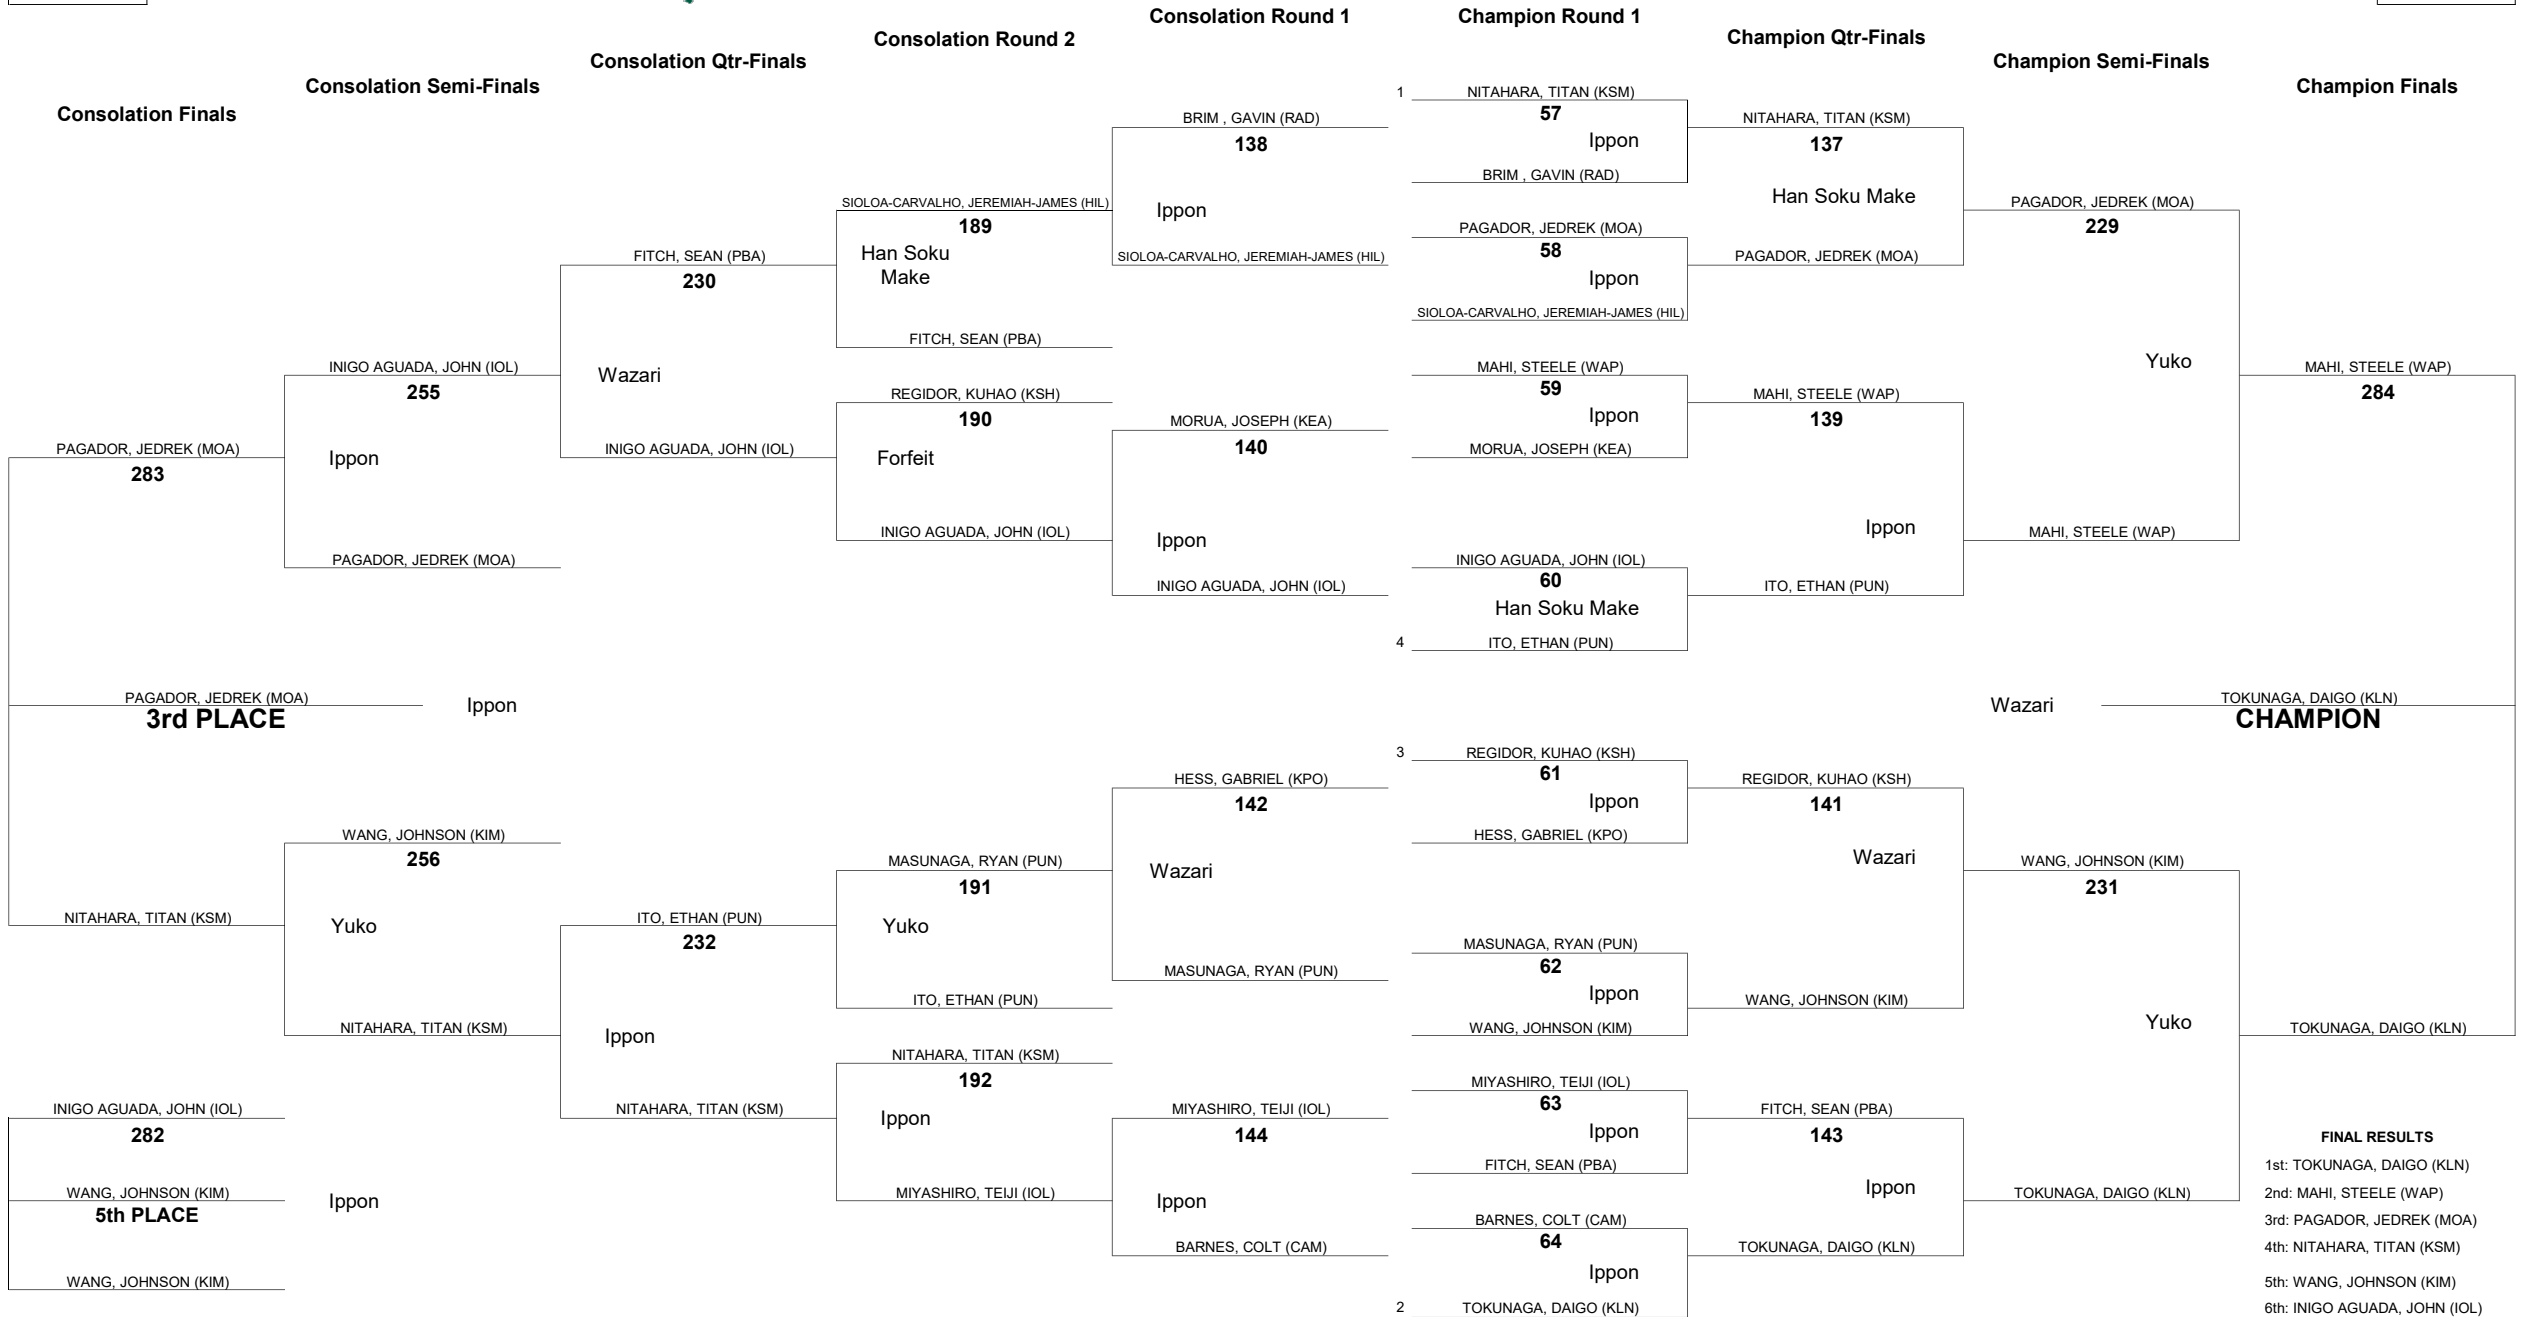 Consolation Finals
Consolation Semi-Finals
Consolation Qtr-Finals
Consolation Round 2
Consolation Round 1
Champion Round 1
Champion Qtr-Finals
Champion Semi-Finals
Champion Finals
PAGADOR, JEDREK (MOA)
283
PAGADOR, JEDREK (MOA)
3rd PLACE
Ippon
NITAHARA, TITAN (KSM)
INIGO AGUADA, JOHN (IOL)
282
WANG, JOHNSON (KIM)
5th PLACE
Ippon
WANG, JOHNSON (KIM)
INIGO AGUADA, JOHN (IOL)
255
Ippon
PAGADOR, JEDREK (MOA)
WANG, JOHNSON (KIM)
256
Yuko
NITAHARA, TITAN (KSM)
FITCH, SEAN (PBA)
230
Wazari
INIGO AGUADA, JOHN (IOL)
ITO, ETHAN (PUN)
232
Ippon
NITAHARA, TITAN (KSM)
SIOLOA-CARVALHO, JEREMIAH-JAMES (HIL)
189
Han Soku
Make
FITCH, SEAN (PBA)
REGIDOR, KUHAO (KSH)
190
Forfeit
INIGO AGUADA, JOHN (IOL)
MASUNAGA, RYAN (PUN)
191
Yuko
ITO, ETHAN (PUN)
NITAHARA, TITAN (KSM)
192
Ippon
MIYASHIRO, TEIJI (IOL)
BRIM , GAVIN (RAD)
138
Ippon
SIOLOA-CARVALHO, JEREMIAH-JAMES (HIL)
MORUA, JOSEPH (KEA)
140
Ippon
INIGO AGUADA, JOHN (IOL)
HESS, GABRIEL (KPO)
142
Wazari
MASUNAGA, RYAN (PUN)
MIYASHIRO, TEIJI (IOL)
144
Ippon
BARNES, COLT (CAM)
1 NITAHARA, TITAN (KSM)
57
Ippon
BRIM , GAVIN (RAD)
PAGADOR, JEDREK (MOA)
58
Ippon
SIOLOA-CARVALHO, JEREMIAH-JAMES (HIL)
MAHI, STEELE (WAP)
59
Ippon
MORUA, JOSEPH (KEA)
INIGO AGUADA, JOHN (IOL)
60
Han Soku Make
4 ITO, ETHAN (PUN)
3 REGIDOR, KUHAO (KSH)
61
Ippon
HESS, GABRIEL (KPO)
MASUNAGA, RYAN (PUN)
62
Ippon
WANG, JOHNSON (KIM)
MIYASHIRO, TEIJI (IOL)
63
Ippon
FITCH, SEAN (PBA)
BARNES, COLT (CAM)
64
Ippon
2 TOKUNAGA, DAIGO (KLN)
NITAHARA, TITAN (KSM)
137
Han Soku Make
PAGADOR, JEDREK (MOA)
MAHI, STEELE (WAP)
139
Ippon
ITO, ETHAN (PUN)
REGIDOR, KUHAO (KSH)
141
Wazari
WANG, JOHNSON (KIM)
FITCH, SEAN (PBA)
143
Ippon
TOKUNAGA, DAIGO (KLN)
PAGADOR, JEDREK (MOA)
229
Yuko
MAHI, STEELE (WAP)
WANG, JOHNSON (KIM)
231
Yuko
TOKUNAGA, DAIGO (KLN)
MAHI, STEELE (WAP)
284
Wazari
TOKUNAGA, DAIGO (KLN)
CHAMPION
TOKUNAGA, DAIGO (KLN)
FINAL RESULTS
1st: TOKUNAGA, DAIGO (KLN)
2nd: MAHI, STEELE (WAP)
3rd: PAGADOR, JEDREK (MOA)
4th: NITAHARA, TITAN (KSM)
5th: WANG, JOHNSON (KIM)
6th: INIGO AGUADA, JOHN (IOL)